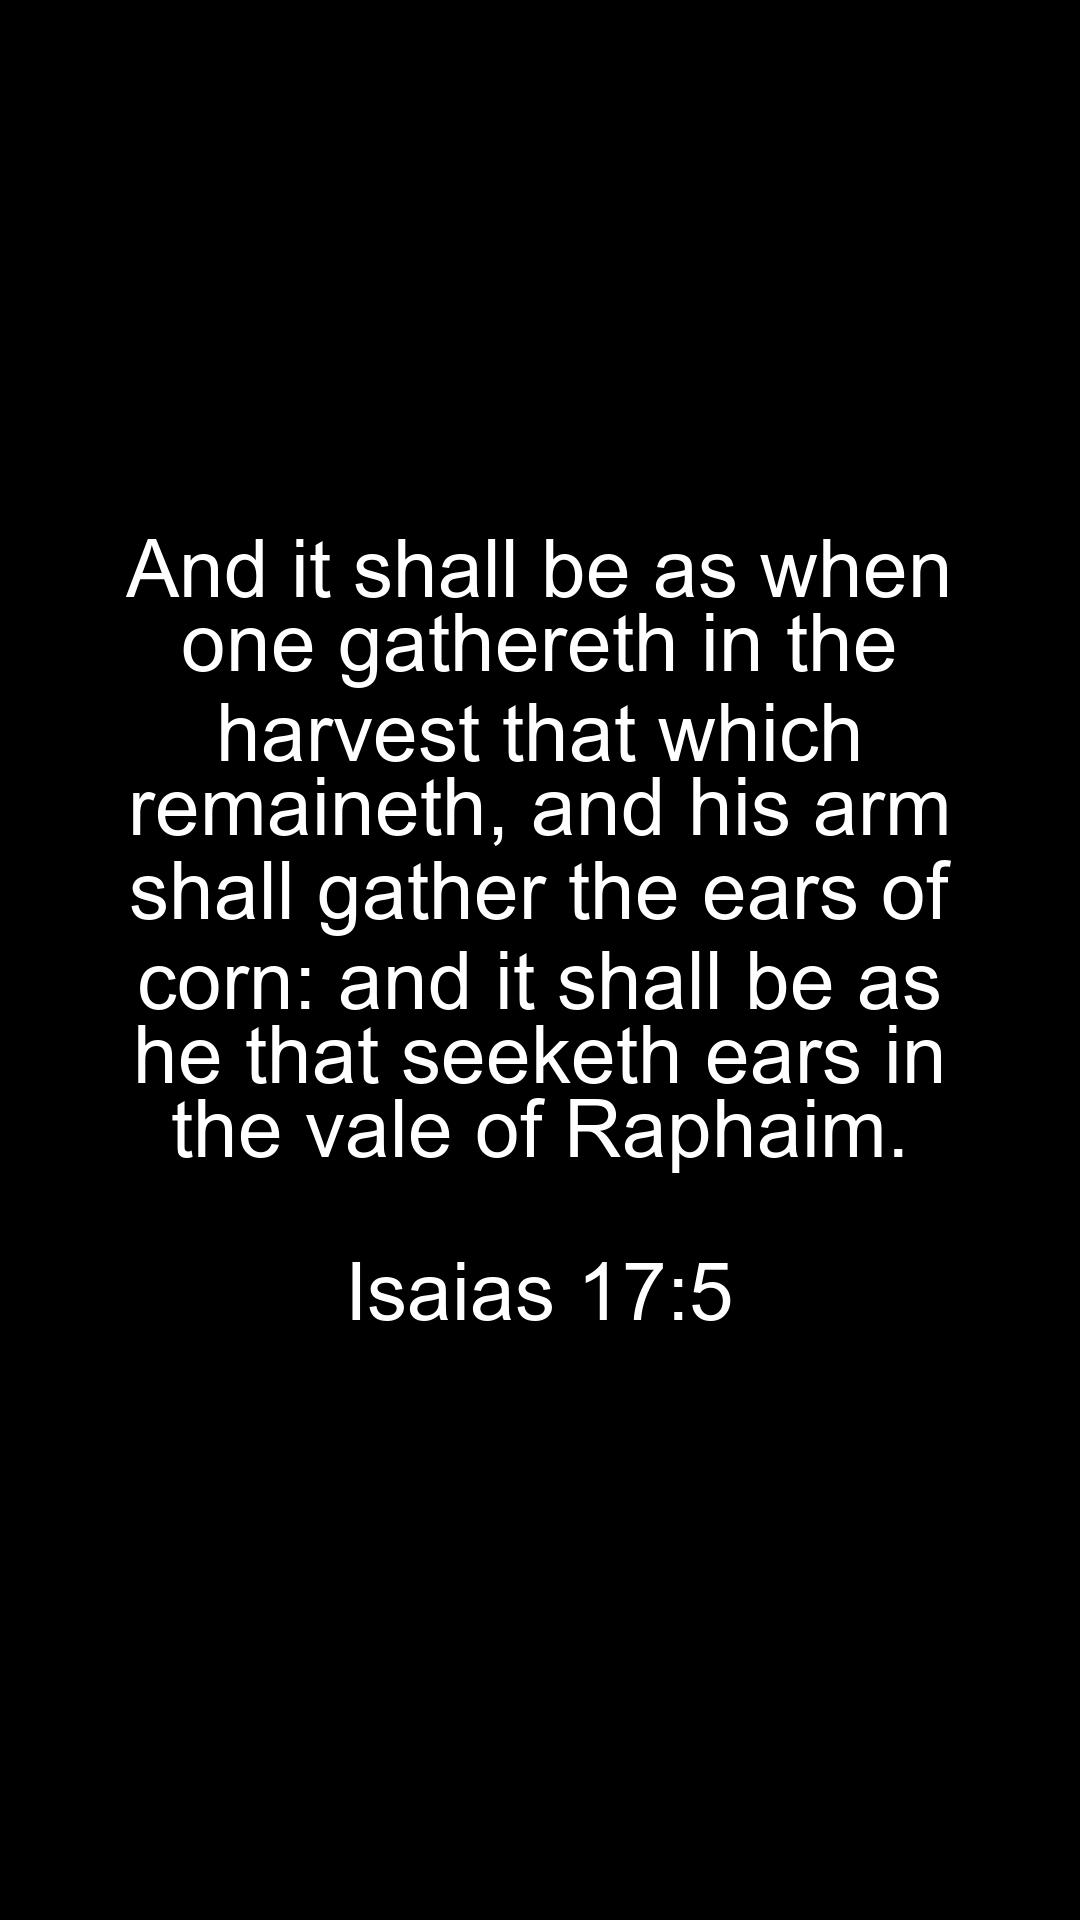 And it shall be as when
one gathereth in the
harvest that which
remaineth, and his arm
shall gather the ears of
corn: and it shall be as
he that seeketh ears in
the vale of Raphaim.
Isaias 17:5